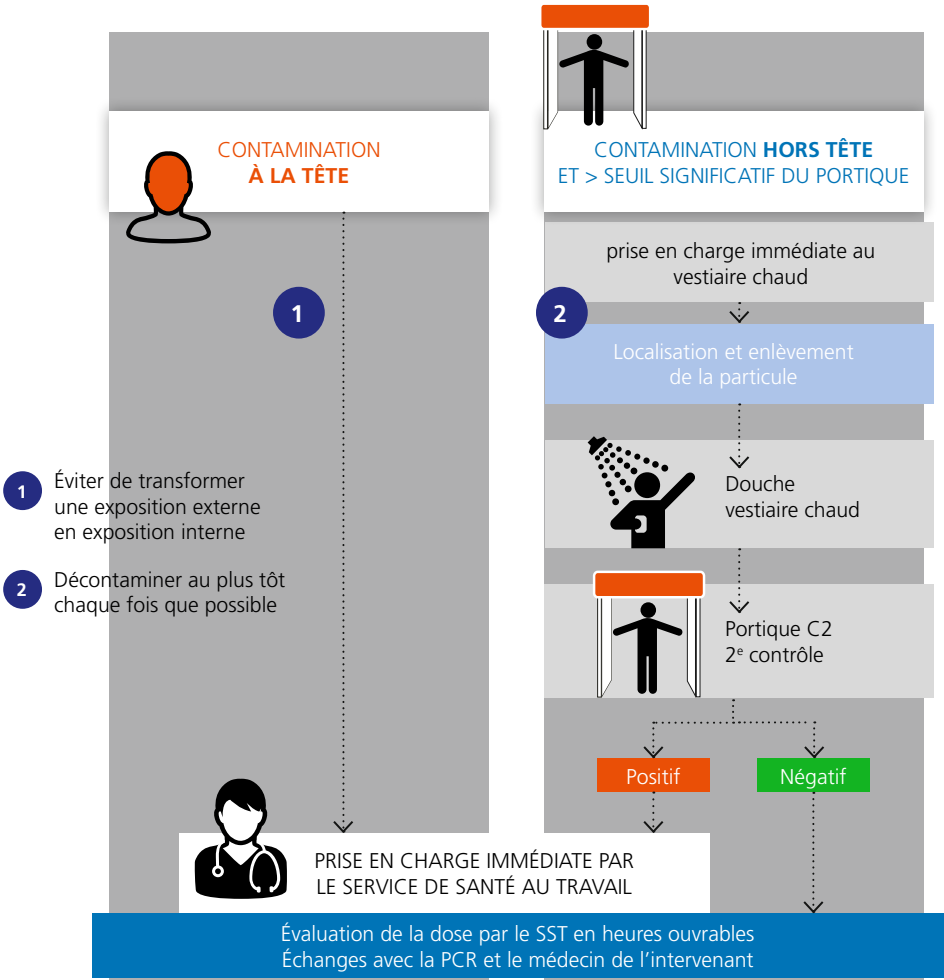 CONTAMINATION
À LA TÊTE
1
1
Éviter de transformer
une exposition externe
en exposition interne
2
Décontaminer au plus tôt
chaque fois que possible
CONTAMINATION HORS TÊTE
ET > SEUIL SIGNIFICATIF DU PORTIQUE
prise en charge immédiate au
vestiaire chaud
2
Localisation et enlèvement
de la particule
Douche
vestiaire chaud
Portique C2
2e contrôle
Positif
Négatif
PRISE EN CHARGE IMMÉDIATE PAR
LE SERVICE DE SANTÉ AU TRAVAIL
Évaluation de la dose par le SST en heures ouvrables
Échanges avec la PCR et le médecin de l'intervenant